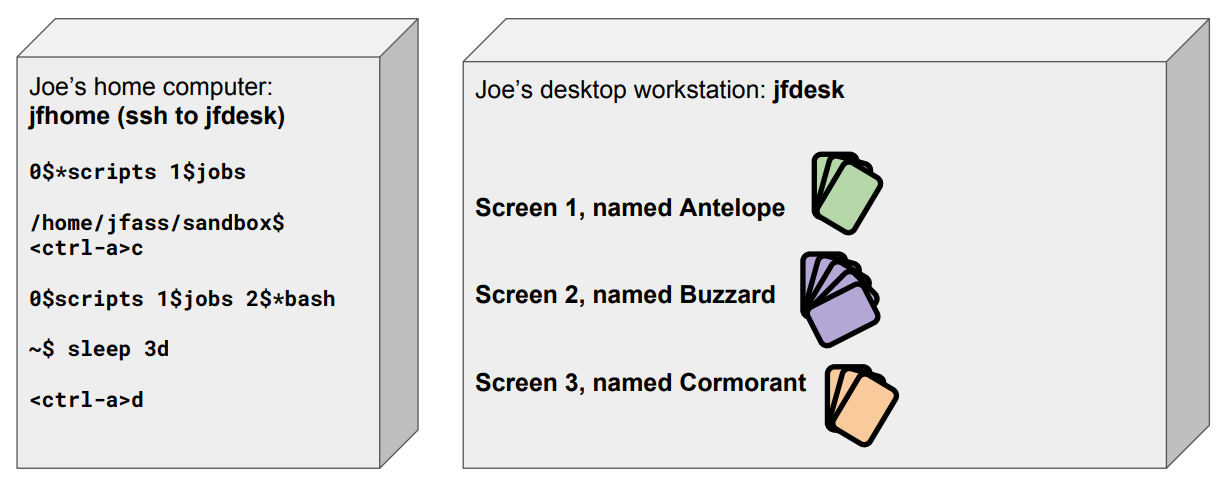 Joe’s home computer:
jfhome (ssh to jfdesk)
0$*scripts 1$jobs
/home/jfass/sandbox$
<ctrl-a>c
0$scripts 1$jobs 2$*bash
~$ sleep 3d
<ctrl-a>d
Joe’s desktop workstation: jfdesk
Screen 1, named Antelope
Screen 2, named Buzzard
Screen 3, named Cormorant